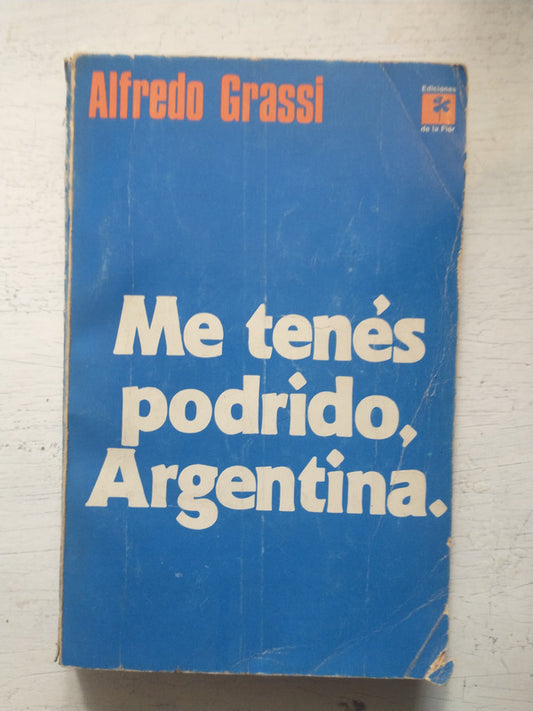 Alfredo Grassi
Ediciones
de la Flor
Me tenés
podrido,
Argentina.